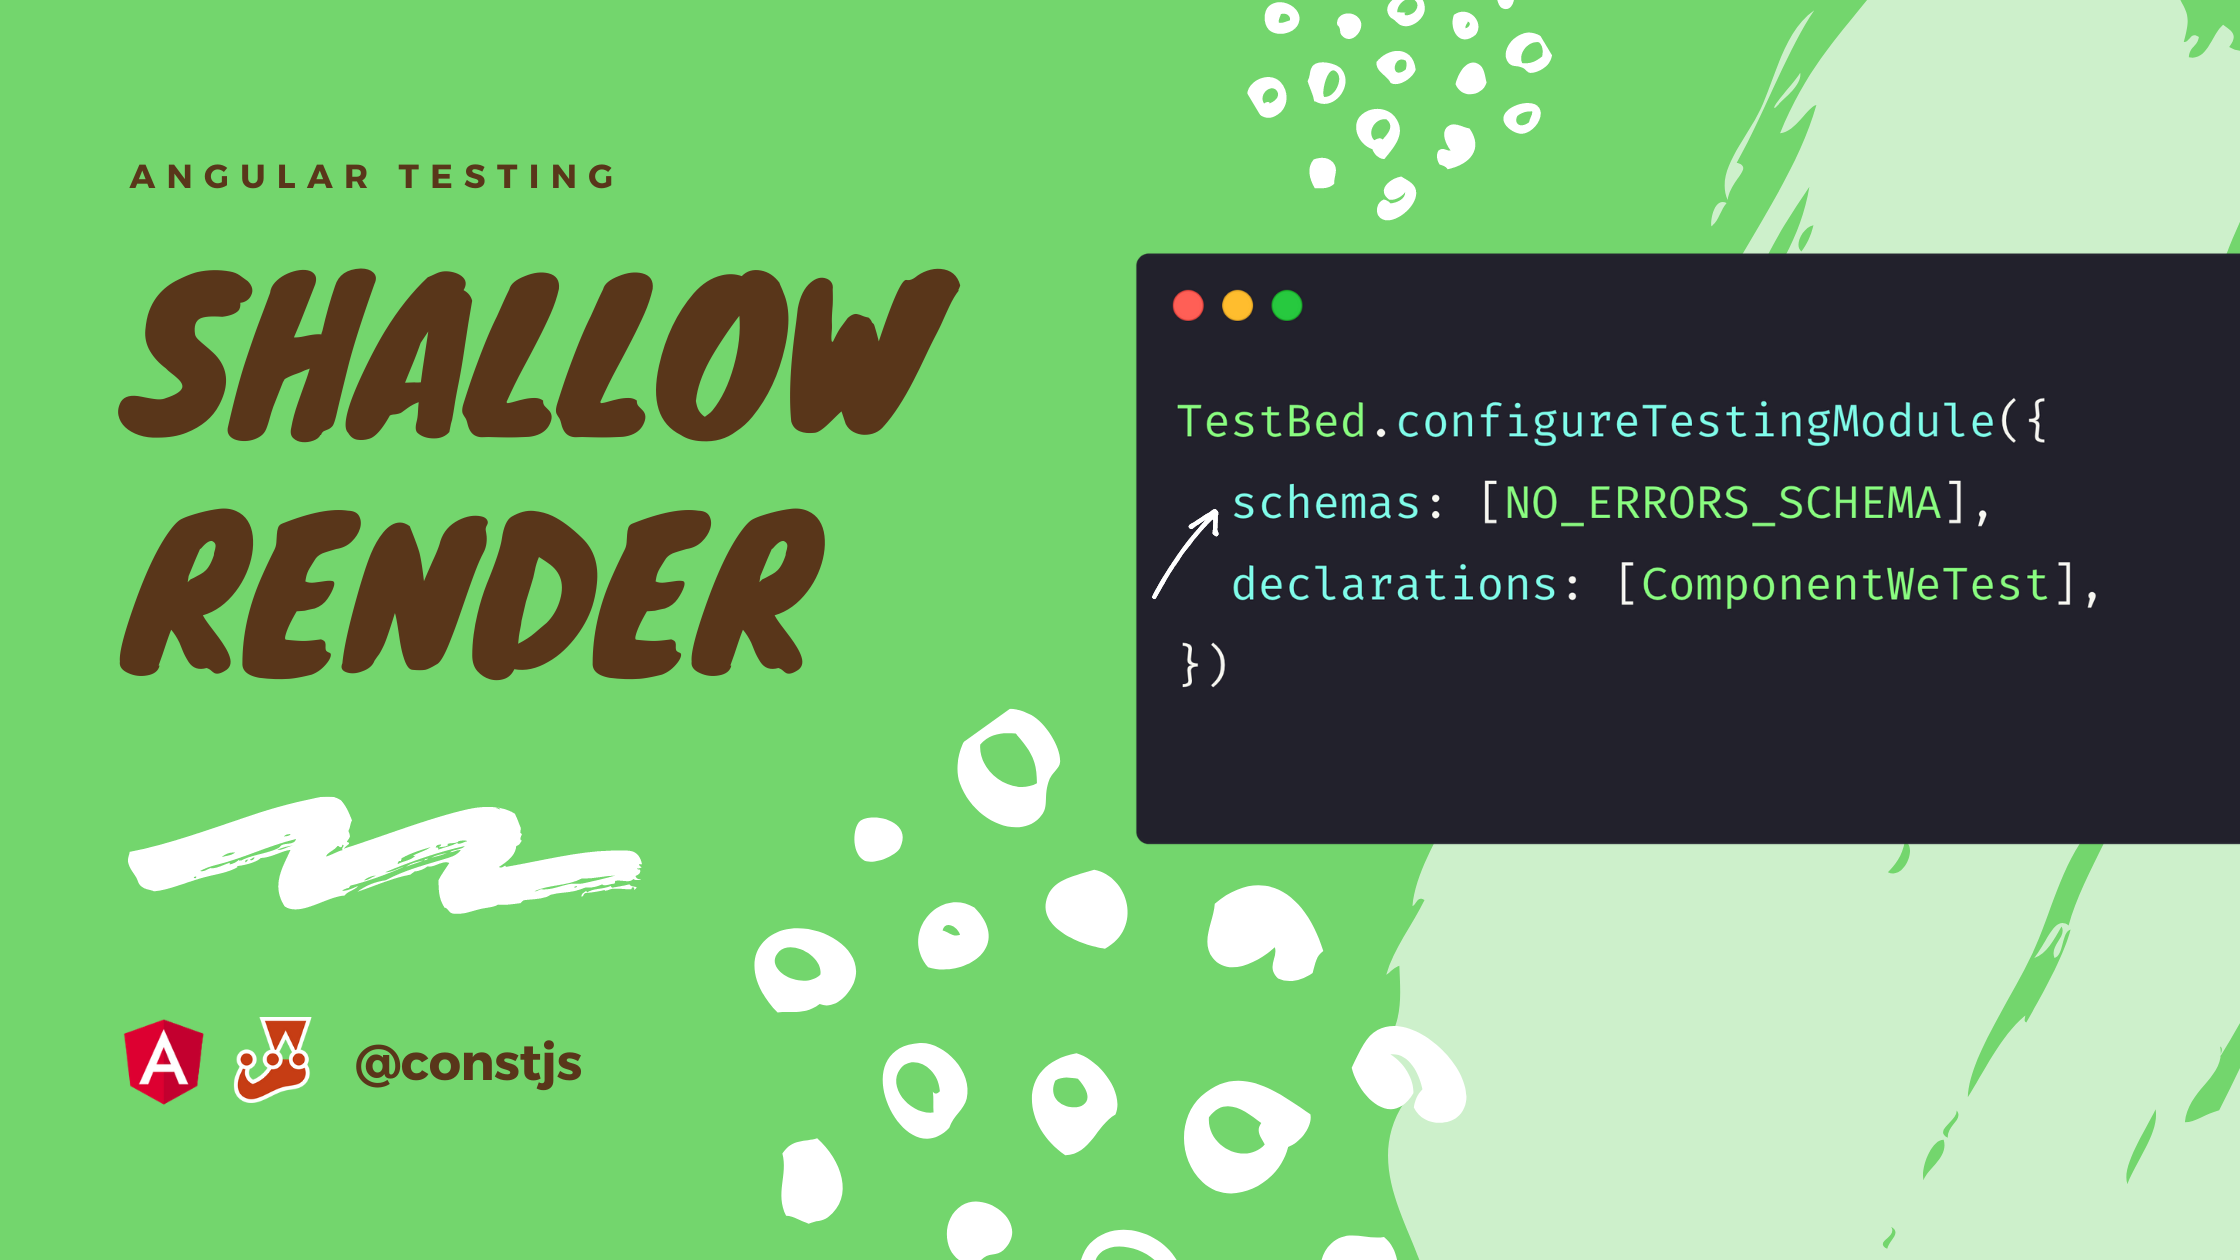 ANGULAR TESTING
SHALLOW
RENDER
TestBed.configureTestingModule({
schemas: [NO_ERRORS_SCHEMA],
declarations: [ComponentWeTest],
})
A
@constjs